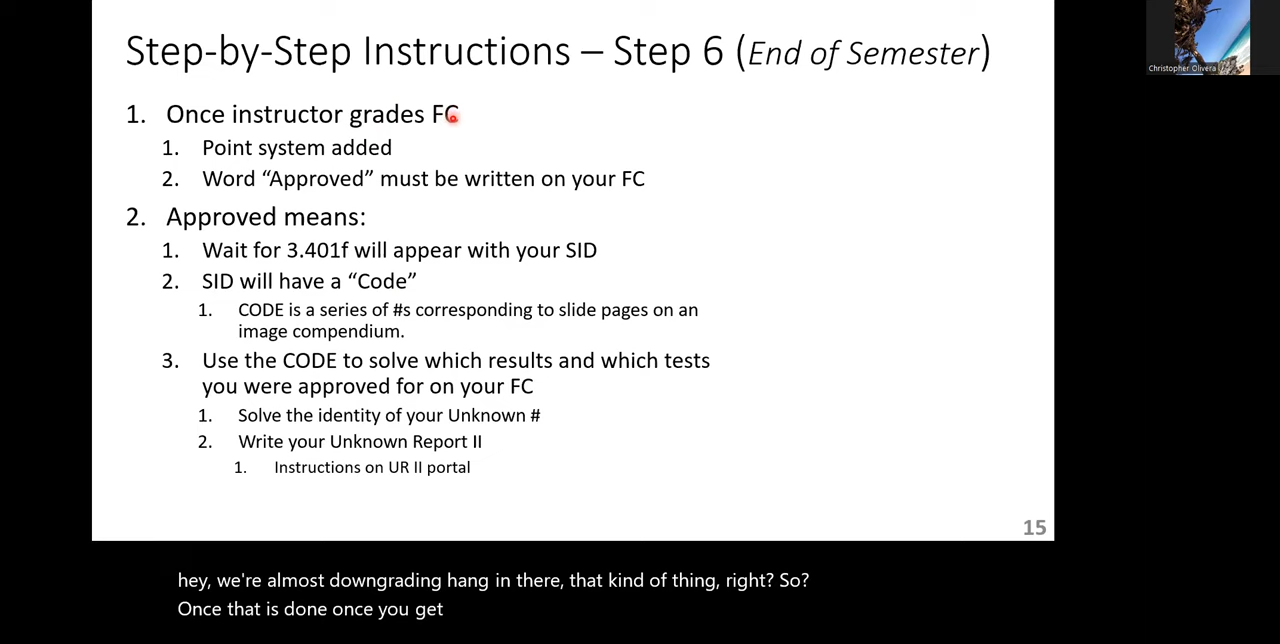 Step-by-Step Instructions – Step 6 (End of Semester)
Christopher Olivera
1. Once instructor grades FC
1. Point system added
2. Word “Approved” must be written on your FC
2. Approved means:
1. Wait for 3.401f will appear with your SID
2. SID will have a “Code”
1. CODE is a series of #s corresponding to slide pages on an
image compendium.
3. Use the CODE to solve which results and which tests
you were approved for on your FC
1. Solve the identity of your Unknown #
2. Write your Unknown Report II
1. Instructions on UR II portal
15
hey, we're almost downgrading hang in there, that kind of thing, right? So?
Once that is done once you get